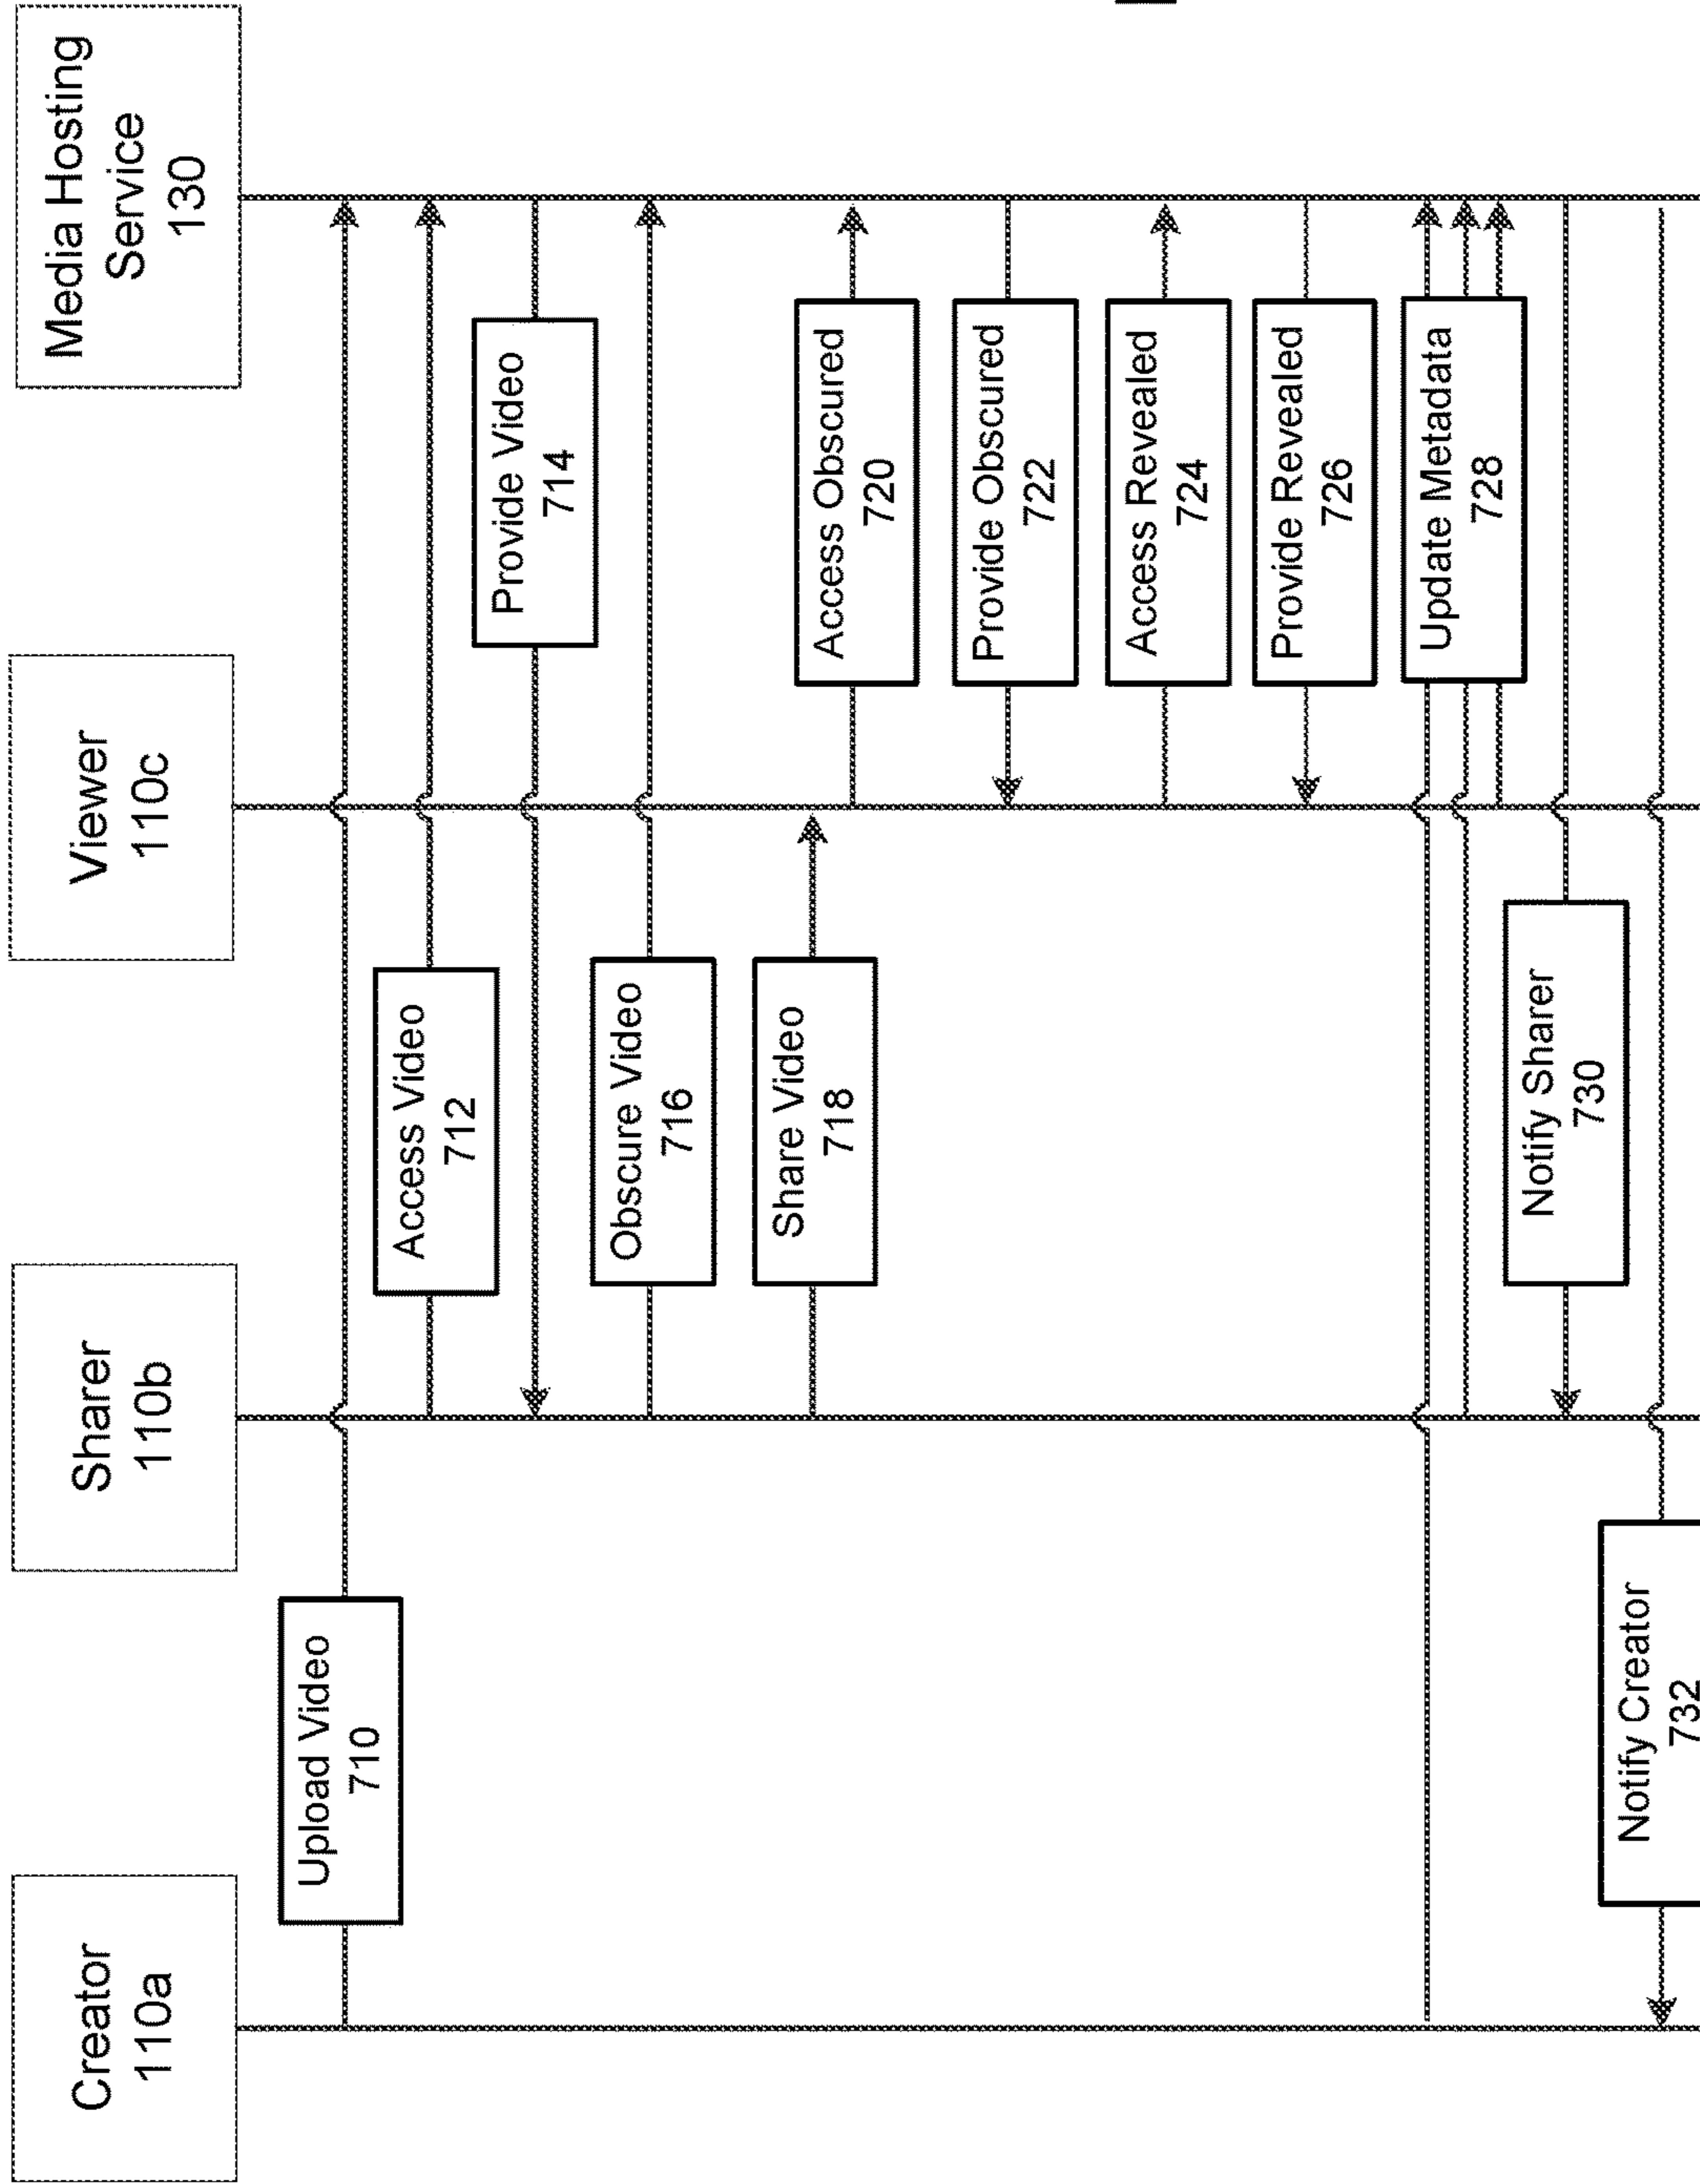 Creator
110a
Sharer
110b
Viewer
110c
Media Hosting
Service
130
Upload Video
710
Access Video
712
Provide Video
714
Obscure Video
716
Share Video
718
Access Obscured
720
Provide Obscured
722
Access Revealed
724
Provide Revealed
726
Update Metadata
728
Notify Sharer
730
Notify Creator
732